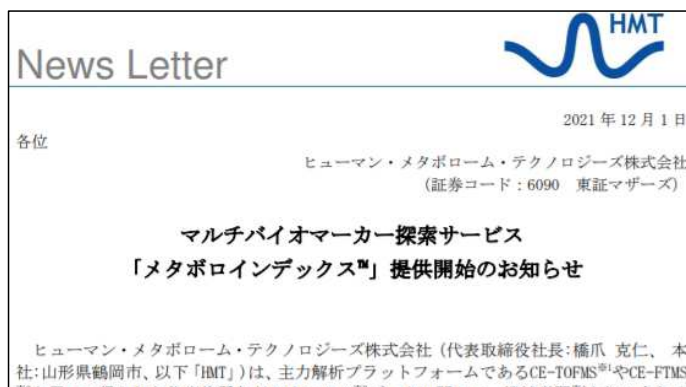 HMT
News Letter
2021 年 12 月 1 日
各位
ヒューマン・メタボローム・テクノロジーズ株式会社
(証券コード：6090 東証マザーズ)
マルチバイオマーカー探索サービス
「メタボロインデックス™」提供開始のお知らせ
ヒューマン・メタボローム・テクノロジーズ株式会社（代表取締役社長:橋爪 克仁、 本
社:山形県鶴岡市、以下「HMT」）は、主力解析プラットフォームであるCE-TOFMS※1やCE-FTMS